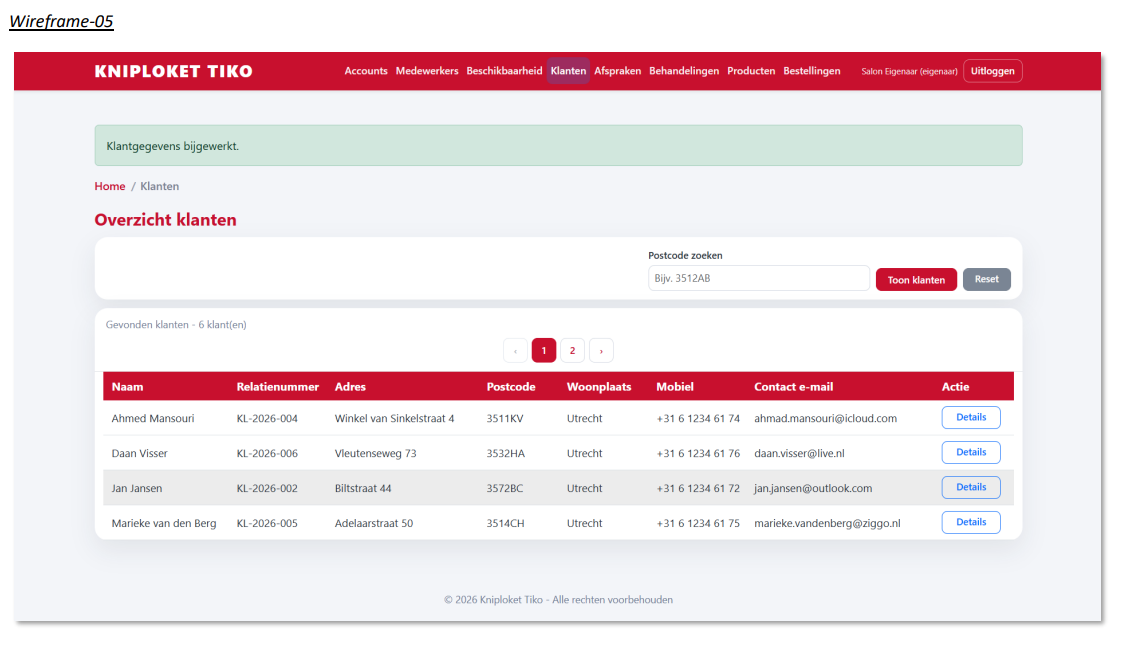 Wireframe-05
KNIPLOKET TIKO Accounts Medewerkers Beschikbaarheid Klanten Afspraken Behandelingen Producten Bestellingen Salon Eigenaar (eigenaar) Uitloggen
Klantgegevens bijgewerkt.
Home / Klanten
Overzicht klanten
Postcode zoeken
Bijv. 3512AB Toon klanten Reset
Gevonden klanten - 6 klant(en)
‹ 1 2 ›
Naam Relatienummer Adres Postcode Woonplaats Mobiel Contact e-mail Actie
Ahmed Mansouri KL-2026-004 Winkel van Sinkelstraat 4 3511KV Utrecht +31 6 1234 61 74 ahmad.mansouri@icloud.com Details
Daan Visser KL-2026-006 Vleutenseweg 73 3532HA Utrecht +31 6 1234 61 76 daan.visser@live.nl Details
Jan Jansen KL-2026-002 Biltstraat 44 3572BC Utrecht +31 6 1234 61 72 jan.jansen@outlook.com Details
Marieke van den Berg KL-2026-005 Adelaarstraat 50 3514CH Utrecht +31 6 1234 61 75 marieke.vandenberg@ziggo.nl Details
© 2026 Kniploket Tiko - Alle rechten voorbehouden